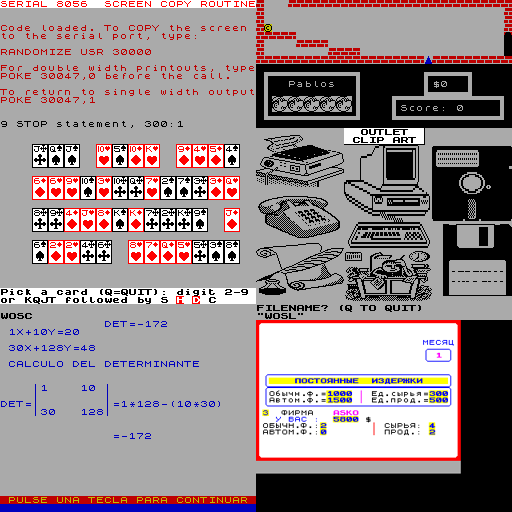 SERIAL 8056 SCREEN COPY ROUTINE
Code loaded. To COPY the screen
to the serial port, type:
RANDOMIZE USR 30000
For double width printouts, type
POKE 30047,0 before the call.
To return to single width output
POKE 30047,1
9 STOP statement, 300:1
Pablos
$0
Score: 0
Pick a card (Q=QUIT): digit 2-9
or KQJT followed by S H D C
OUTLET
CLIP ART
FILENAME? (Q TO QUIT)
"WOSL"
WOSC
DET=-172
1X+10Y=20
30X+128Y=48
CALCULO DEL DETERMINANTE
1 10
DET= =1*128-(10*30)
30 128
=-172
PULSE UNA TECLA PARA CONTINUAR
МЕСЯЦ
1
ПОСТОЯННЫЕ ИЗДЕРЖКИ
Обычн.Ф.=1000 Ед.сырья=300
Автом.Ф.=1500 Ед.прод.=500
3 ФИРМА ASKO
У ВАС : 5800 $
ОБЫЧН.Ф.:2 СЫРЬЯ: 4
АВТОМ.Ф.:0 ПРОД.: 2